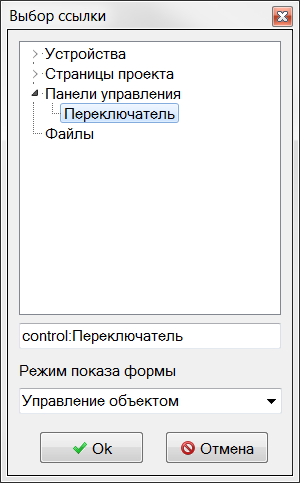 Выбор ссылки
Устройства
Страницы проекта
Панели управления
Переключатель
Файлы
control:Переключатель
Режим показа формы
Управление объектом
Ok
Отмена